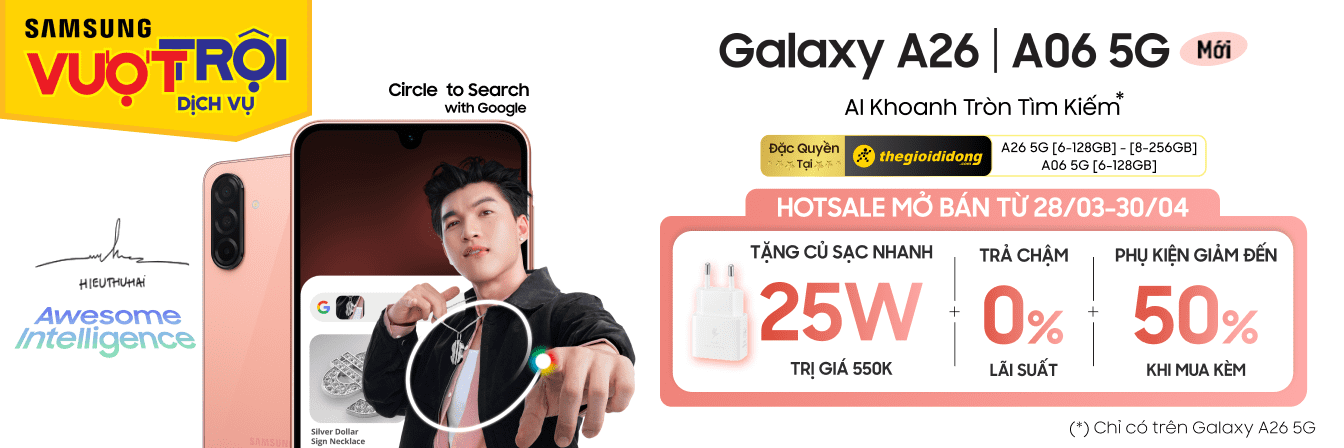 SAMSUNG
VƯỢT TRỘI
DỊCH VỤ
Circle to Search
with Google
HIEUTHUHAI
Awesome
Intelligence
SAMSUNG
G
Silver Dollar
Sign Necklace
Galaxy A26 | A06 5G Mới
AI Khoanh Tròn Tìm Kiếm*
Đặc Quyền
Tại
thegioididong
.com
A26 5G [6-128GB] - [8-256GB]
A06 5G [6-128GB]
HOTSALE MỞ BÁN TỪ 28/03-30/04
TẶNG CỦ SẠC NHANH
25W
TRỊ GIÁ 550K
+
TRẢ CHẬM
0%
LÃI SUẤT
+
PHỤ KIỆN GIẢM ĐẾN
50%
KHI MUA KÈM
(*) Chỉ có trên Galaxy A26 5G